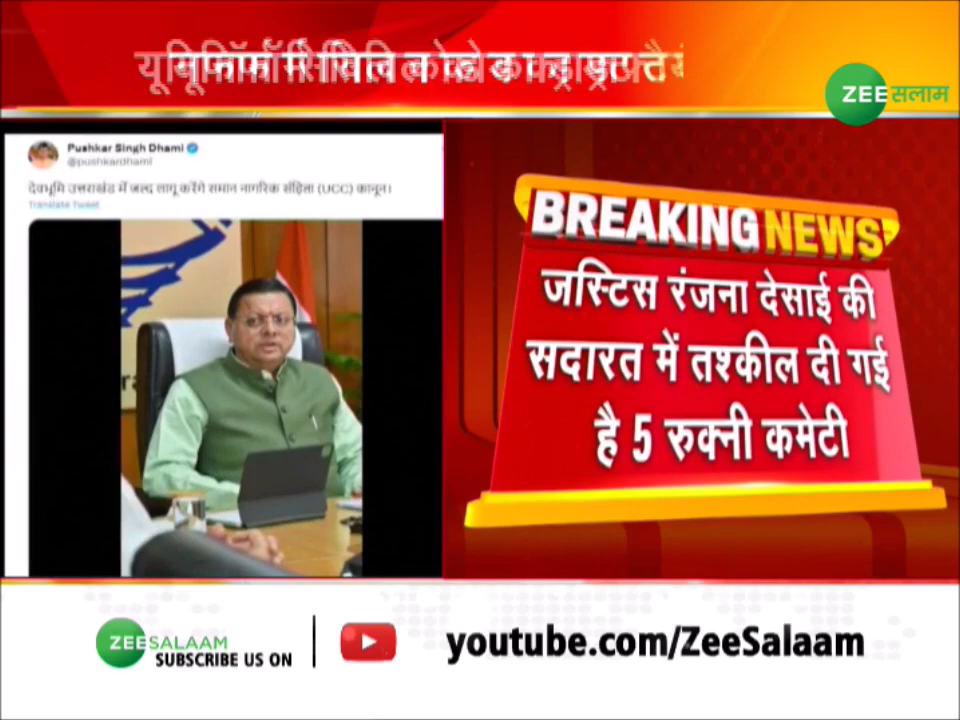 ZEE सलाम
Pushkar Singh Dhami
@pushkardhami
देवभूमि उत्तराखंड में जल्द लागू करेंगे समान नागरिक संहिता (UCC) कानून।
Translate Tweet
BREAKING NEWS
जस्टिस रंजना देसाई की
सदारत में तश्कील दी गई
है 5 रुक्नी कमेटी
ZEE SALAAM
SUBSCRIBE US ON
youtube.com/ZeeSalaam